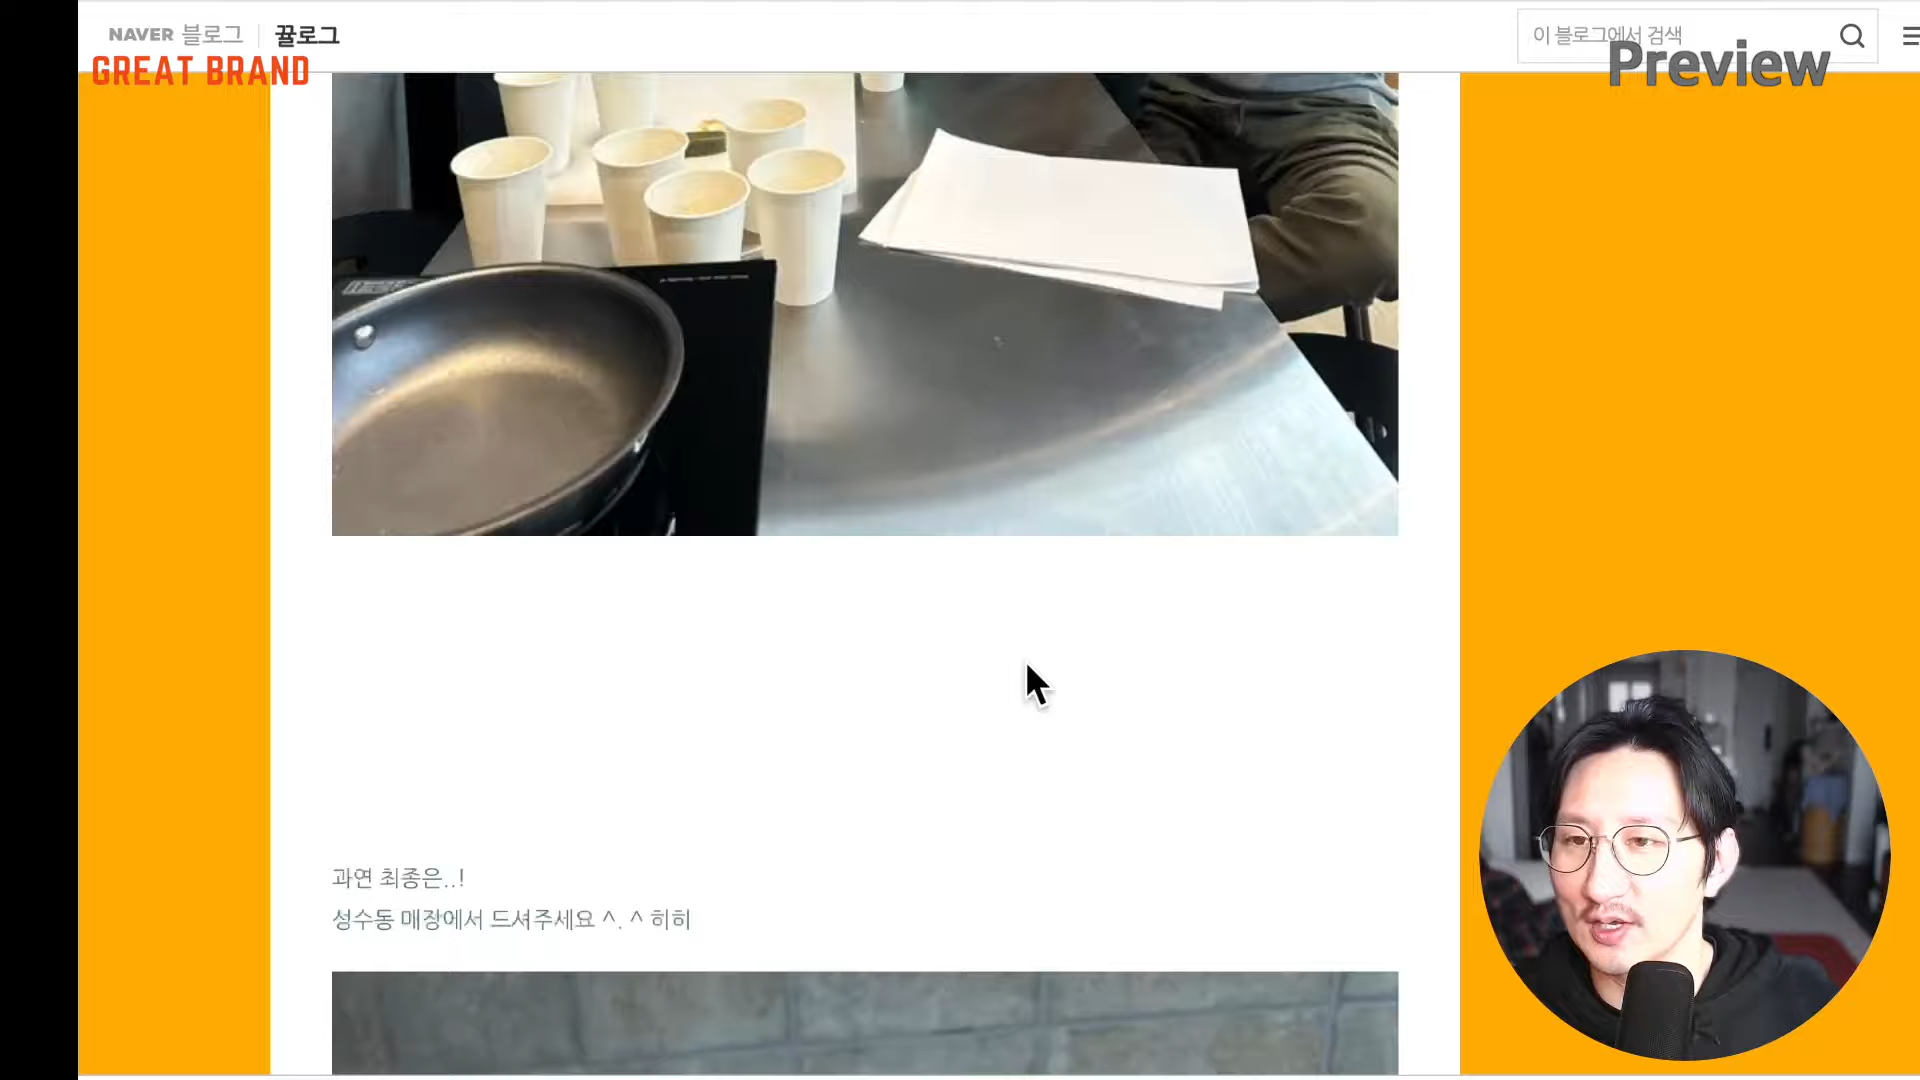 NAVER 블로그
꿀로그
이 블로그에서 검색
GREAT BRAND
Preview
과연 최종은..!
성수동 매장에서 드셔주세요 ^. ^ 히히